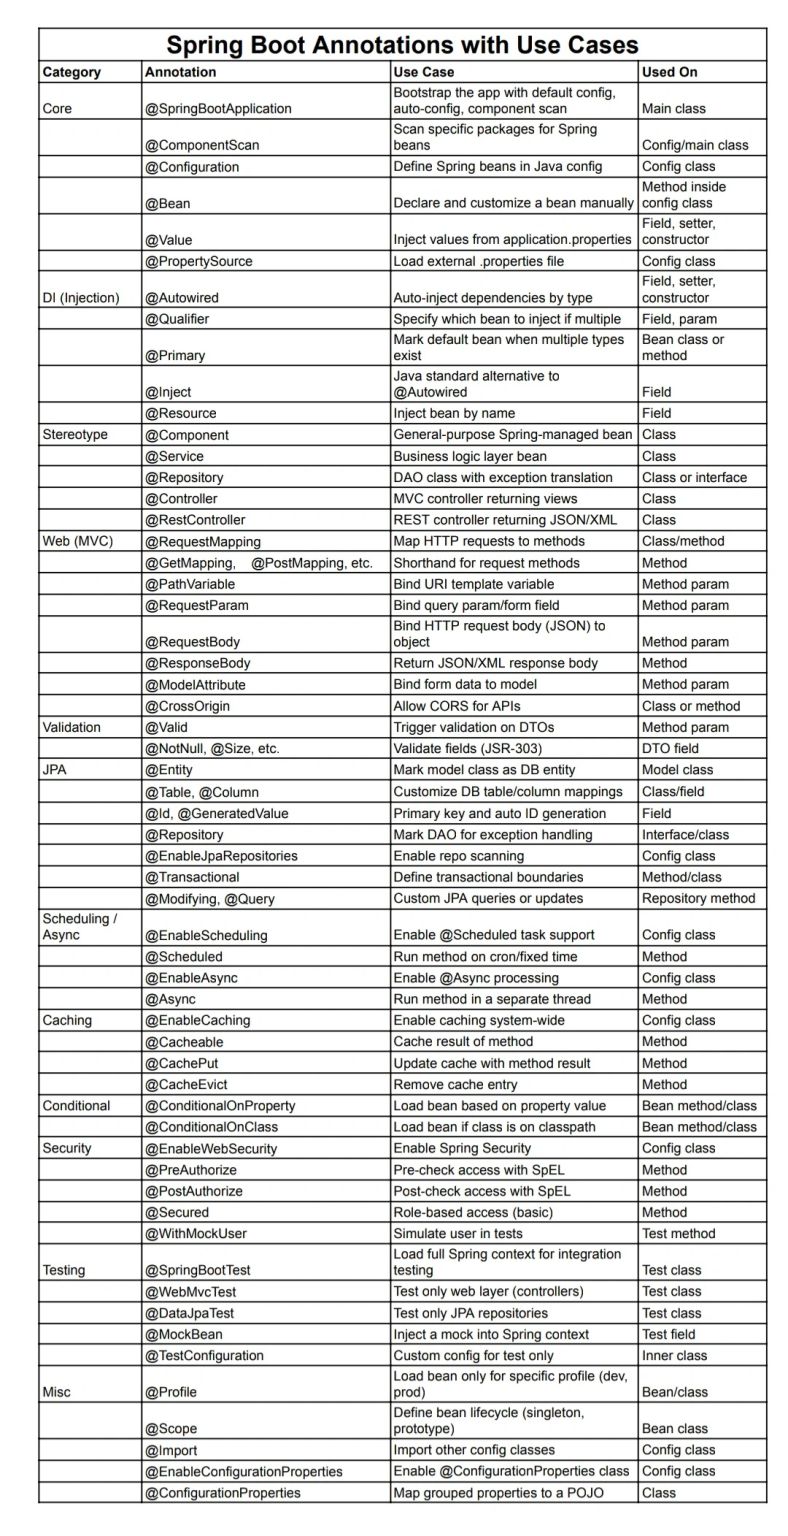 Spring Boot Annotations with Use Cases
Category Annotation Use Case Used On
Core @SpringBootApplication Bootstrap the app with default config, auto-config, component scan Main class
@ComponentScan Scan specific packages for Spring beans Config/main class
@Configuration Define Spring beans in Java config Config class
@Bean Declare and customize a bean manually Method inside config class
@Value Inject values from application.properties Field, setter, constructor
@PropertySource Load external .properties file Config class
DI (Injection) @Autowired Auto-inject dependencies by type Field, setter, constructor
@Qualifier Specify which bean to inject if multiple Field, param
@Primary Mark default bean when multiple types exist Bean class or method
@Inject Java standard alternative to @Autowired Field
@Resource Inject bean by name Field
Stereotype @Component General-purpose Spring-managed bean Class
@Service Business logic layer bean Class
@Repository DAO class with exception translation Class or interface
@Controller MVC controller returning views Class
@RestController REST controller returning JSON/XML Class
Web (MVC) @RequestMapping Map HTTP requests to methods Class/method
@GetMapping, @PostMapping, etc. Shorthand for request methods Method
@PathVariable Bind URI template variable Method param
@RequestParam Bind query param/form field Method param
@RequestBody Bind HTTP request body (JSON) to object Method param
@ResponseBody Return JSON/XML response body Method
@ModelAttribute Bind form data to model Method param
@CrossOrigin Allow CORS for APIs Class or method
Validation @Valid Trigger validation on DTOs Method param
@NotNull, @Size, etc. Validate fields (JSR-303) DTO field
JPA @Entity Mark model class as DB entity Model class
@Table, @Column Customize DB table/column mappings Class/field
@Id, @GeneratedValue Primary key and auto ID generation Field
@Repository Mark DAO for exception handling Interface/class
@EnableJpaRepositories Enable repo scanning Config class
@Transactional Define transactional boundaries Method/class
@Modifying, @Query Custom JPA queries or updates Repository method
Scheduling / Async @EnableScheduling Enable @Scheduled task support Config class
@Scheduled Run method on cron/fixed time Method
@EnableAsync Enable @Async processing Config class
@Async Run method in a separate thread Method
Caching @EnableCaching Enable caching system-wide Config class
@Cacheable Cache result of method Method
@CachePut Update cache with method result Method
@CacheEvict Remove cache entry Method
Conditional @ConditionalOnProperty Load bean based on property value Bean method/class
@ConditionalOnClass Load bean if class is on classpath Bean method/class
Security @EnableWebSecurity Enable Spring Security Config class
@PreAuthorize Pre-check access with SpEL Method
@PostAuthorize Post-check access with SpEL Method
@Secured Role-based access (basic) Method
@WithMockUser Simulate user in tests Test method
Testing @SpringBootTest Load full Spring context for integration testing Test class
@WebMvcTest Test only web layer (controllers) Test class
@DataJpaTest Test only JPA repositories Test class
@MockBean Inject a mock into Spring context Test field
@TestConfiguration Custom config for test only Inner class
Misc @Profile Load bean only for specific profile (dev, prod) Bean/class
@Scope Define bean lifecycle (singleton, prototype) Bean class
@Import Import other config classes Config class
@EnableConfigurationProperties Enable @ConfigurationProperties class Config class
@ConfigurationProperties Map grouped properties to a POJO Class